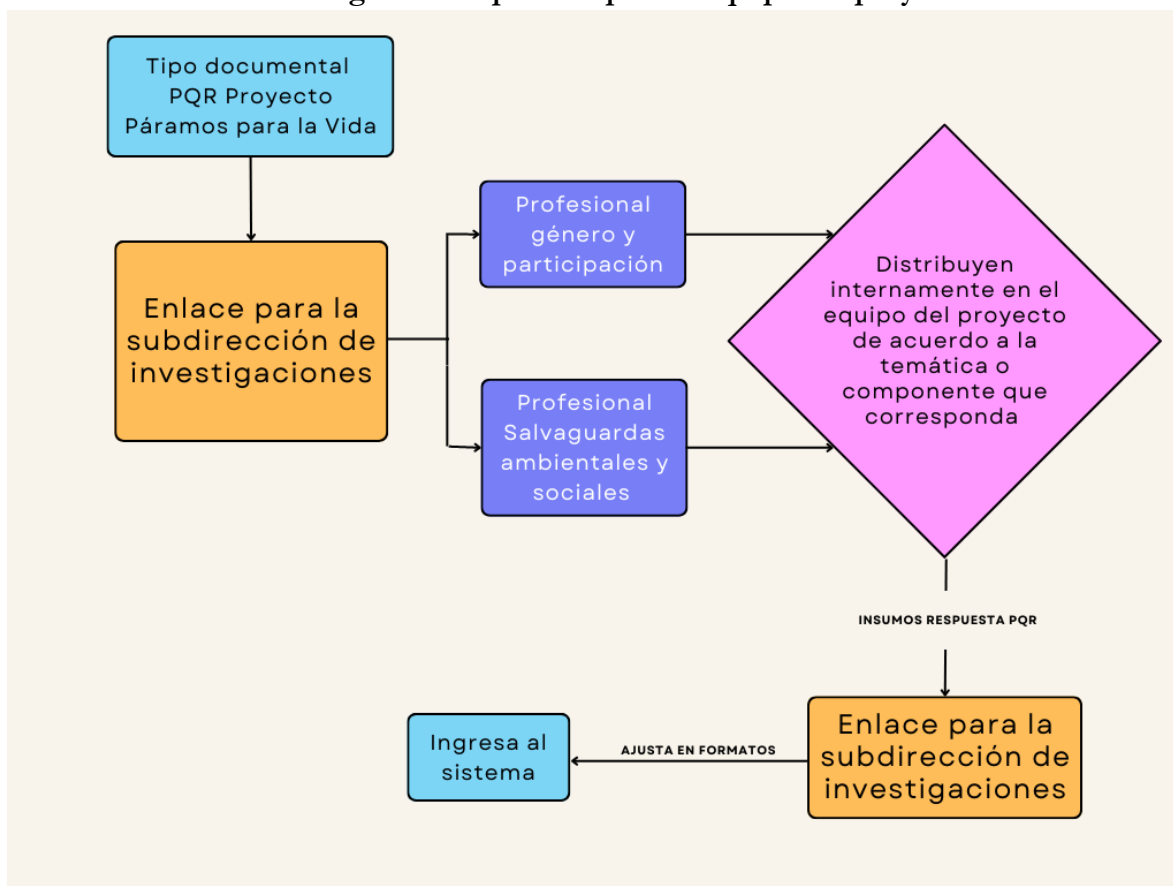 Tipo documental
PQR Proyecto
Páramos para la Vida
Enlace para la
subdirección de
investigaciones
Profesional
género y
participación
Profesional
Salvaguardas
ambientales y
sociales
Distribuyen
internamente en el
equipo del proyecto
de acuerdo a la
temática o
componente que
corresponda
INSUMOS RESPUESTA PQR
Enlace para la
subdirección de
investigaciones
AJUSTA EN FORMATOS
Ingresa al
sistema